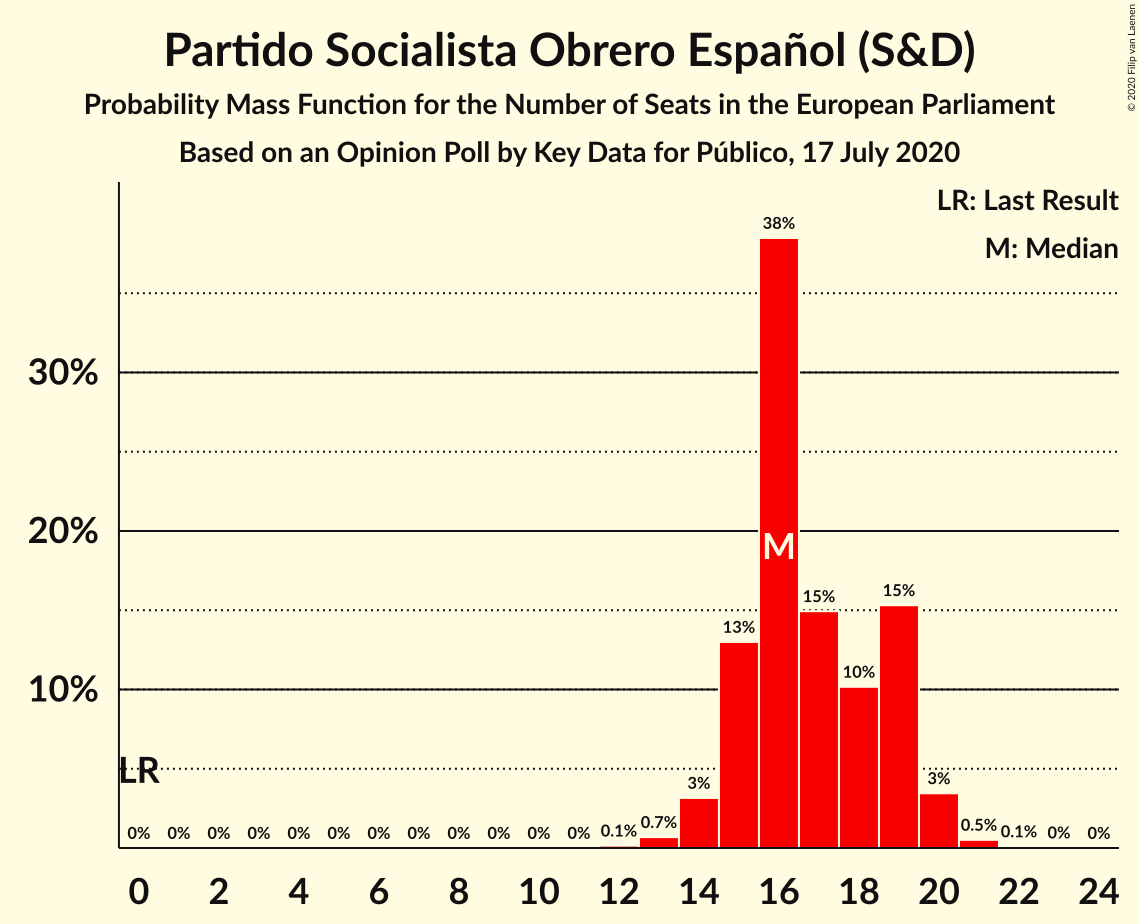 Partido Socialista Obrero Español (S&D)
Probability Mass Function for the Number of Seats in the European Parliament
Based on an Opinion Poll by Key Data for Público, 17 July 2020
© 2020 Filip van Laenen
LR: Last Result
M: Median
38%
30%
20%
M
15%
15%
13%
10%
10%
LR
3%
3%
0% 0% 0% 0% 0% 0% 0% 0% 0% 0% 0% 0% 0.1% 0.7% 0.5% 0.1% 0% 0%
0 2 4 6 8 10 12 14 16 18 20 22 24